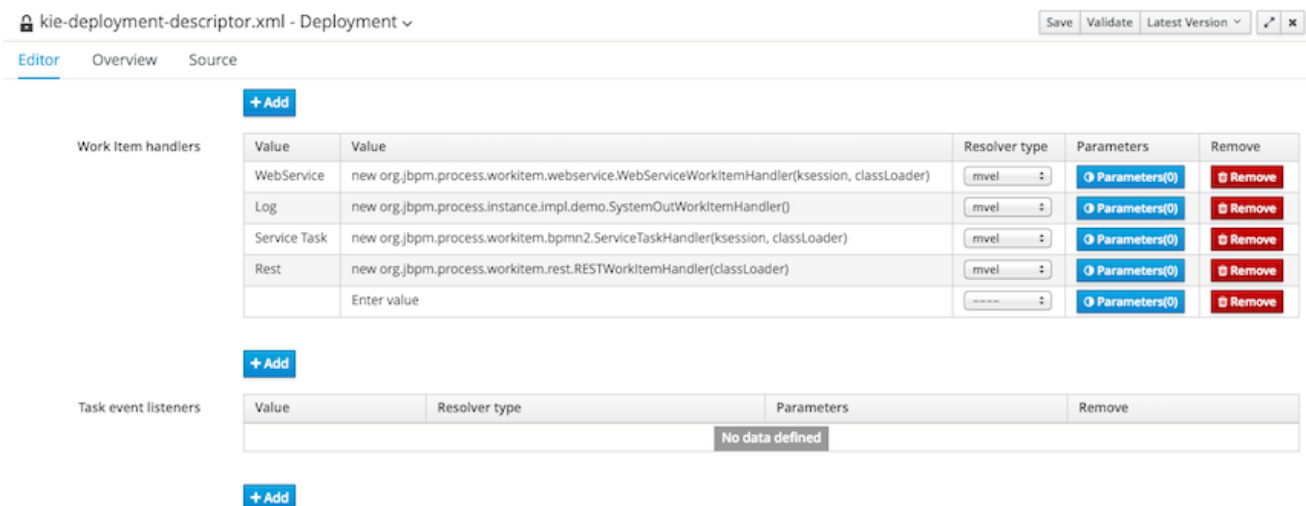 kie-deployment-descriptor.xml - Deployment
Save Validate Latest Version
Editor Overview Source
+ Add
Work Item handlers Value Value Resolver type Parameters Remove
WebService new org.jbpm.process.workitem.webservice.WebServiceWorkItemHandler(ksession, classLoader) mvel Parameters(0) Remove
Log new org.jbpm.process.instance.impl.demo.SystemOutWorkItemHandler() mvel Parameters(0) Remove
Service Task new org.jbpm.process.workitem.bpmn2.ServiceTaskHandler(ksession, classLoader) mvel Parameters(0) Remove
Rest new org.jbpm.process.workitem.rest.RESTWorkItemHandler(classLoader) mvel Parameters(0) Remove
Enter value ---- Parameters(0) Remove
+ Add
Task event listeners Value Resolver type Parameters Remove
No data defined
+ Add